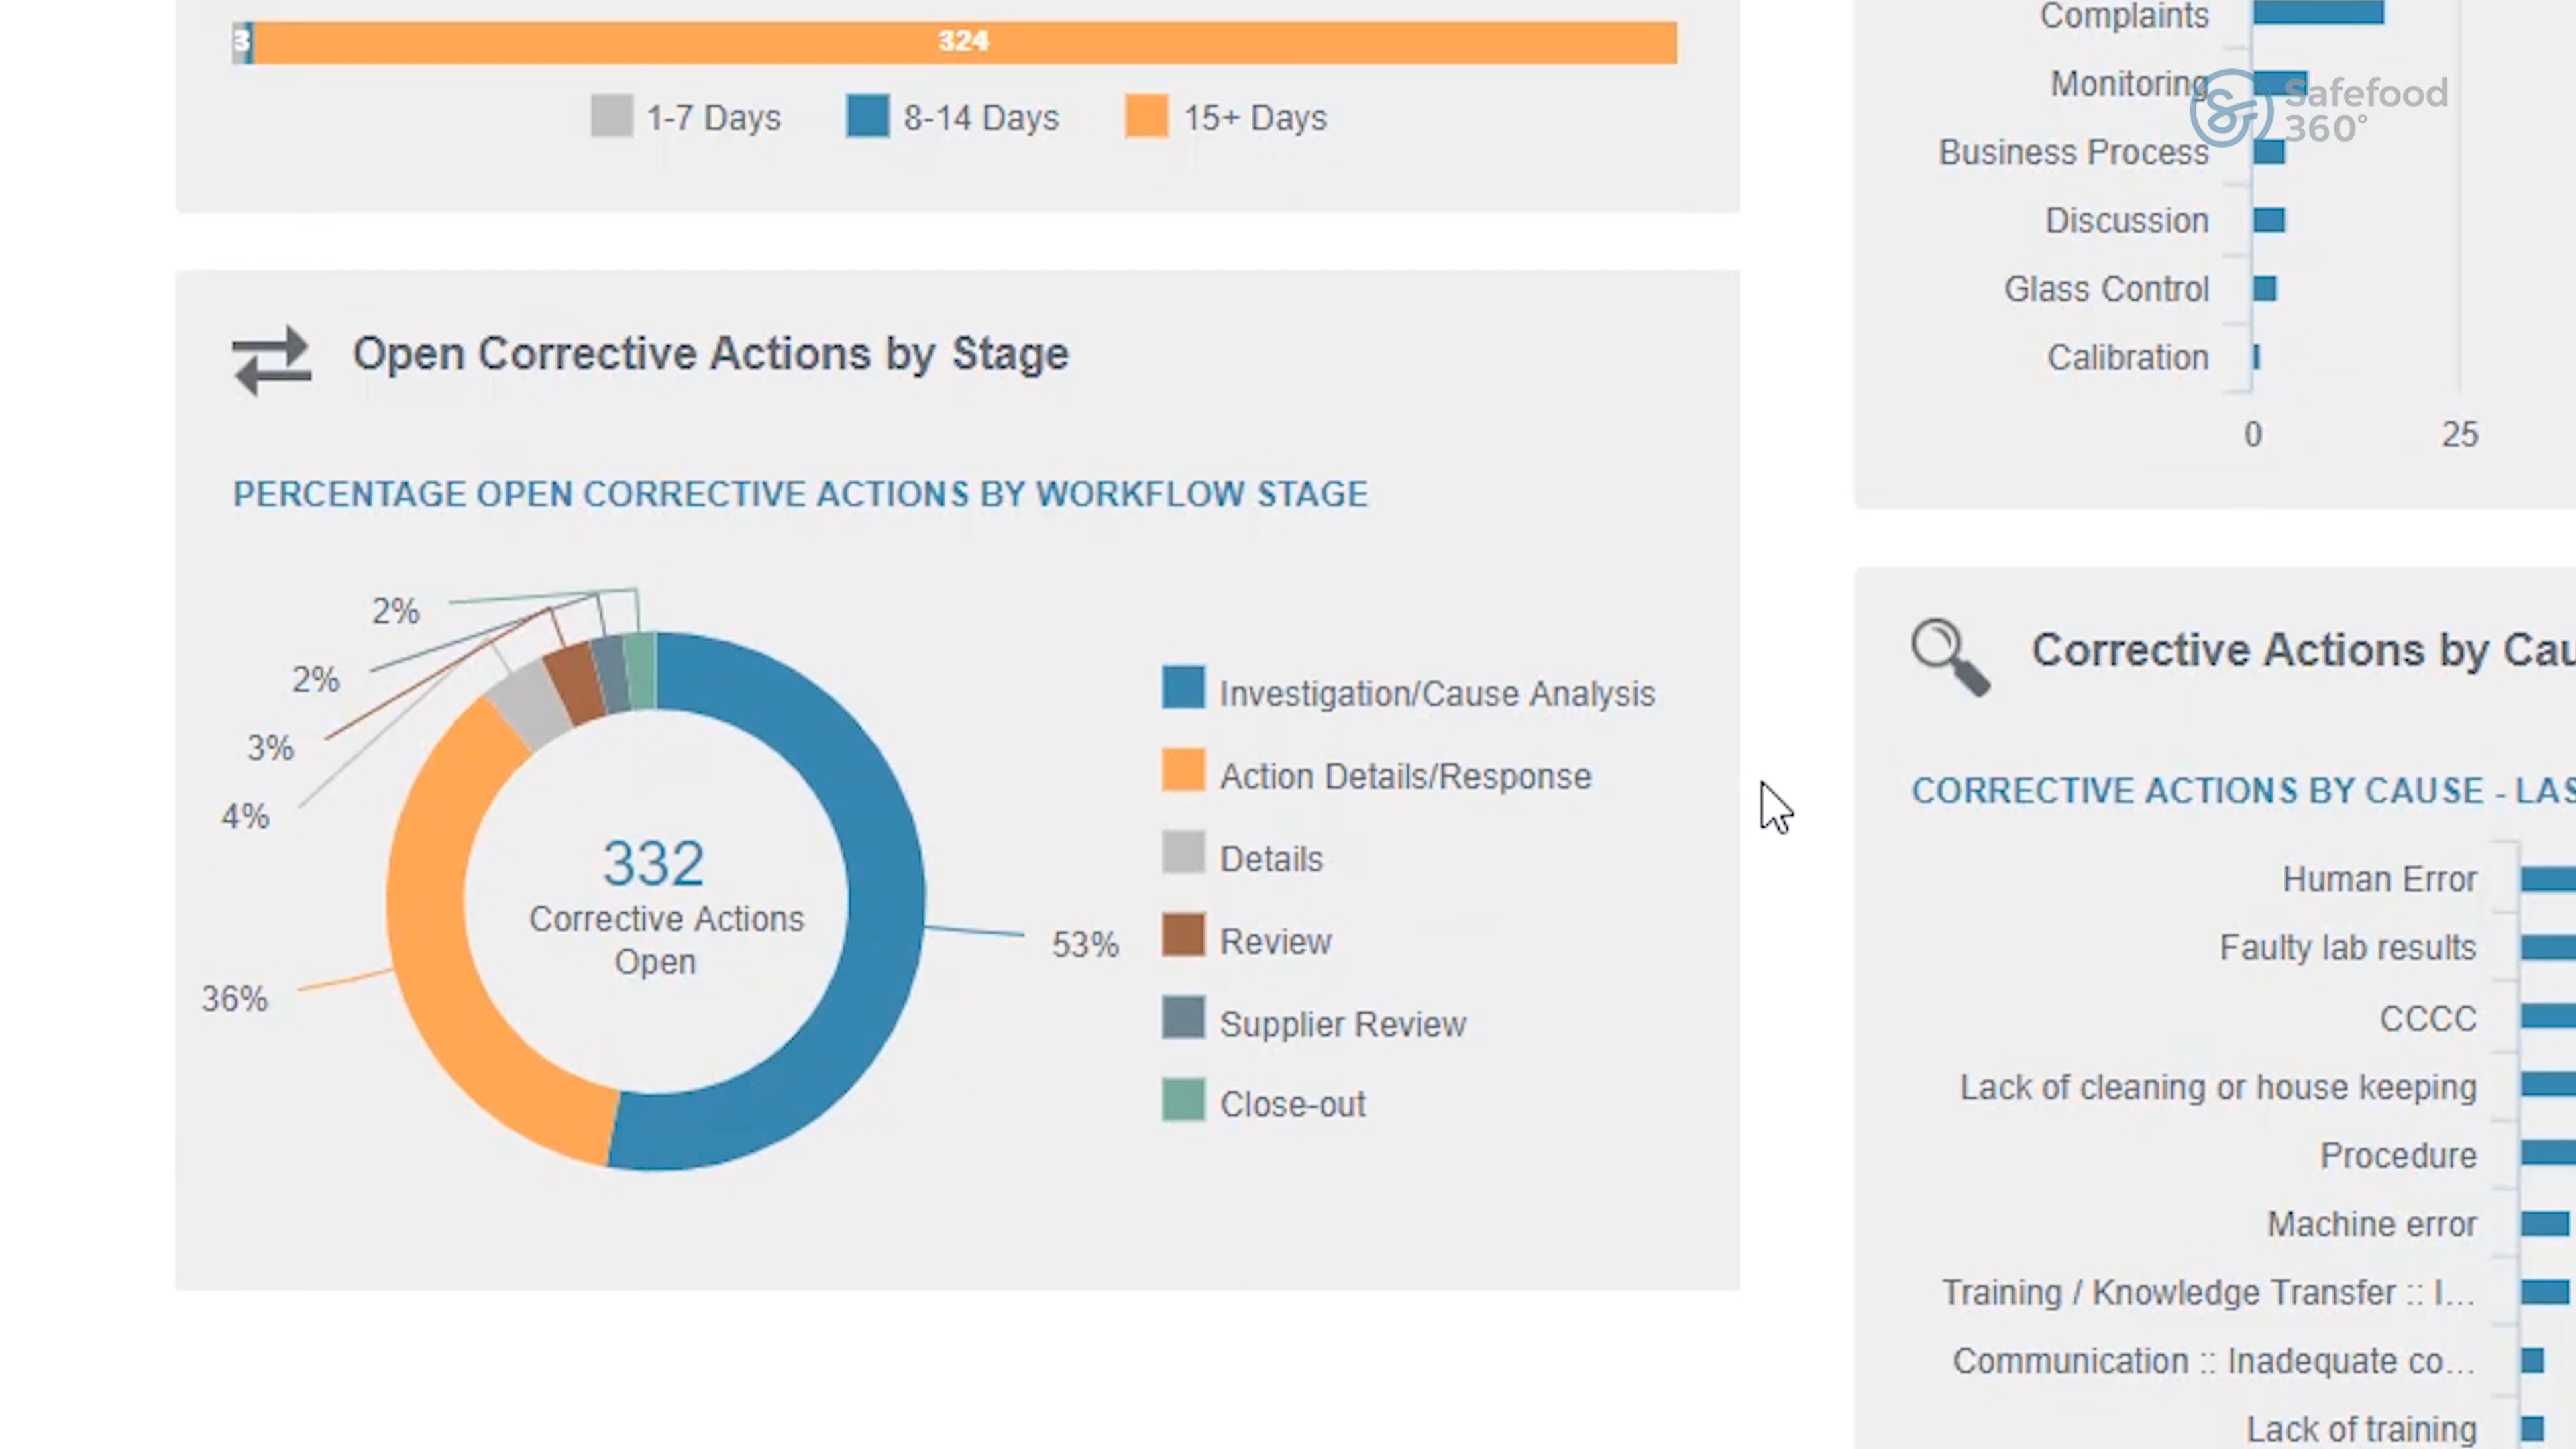 3
324
1-7 Days
8-14 Days
15+ Days
Open Corrective Actions by Stage
PERCENTAGE OPEN CORRECTIVE ACTIONS BY WORKFLOW STAGE
2%
2%
3%
4%
36%
53%
332
Corrective Actions
Open
Investigation/Cause Analysis
Action Details/Response
Details
Review
Supplier Review
Close-out
Complaints
Monitoring
Business Process
Discussion
Glass Control
Calibration
0
25
Safefood
360°
Corrective Actions by Cau
CORRECTIVE ACTIONS BY CAUSE - LAS
Human Error
Faulty lab results
CCCC
Lack of cleaning or house keeping
Procedure
Machine error
Training / Knowledge Transfer :: I...
Communication :: Inadequate co...
Lack of training